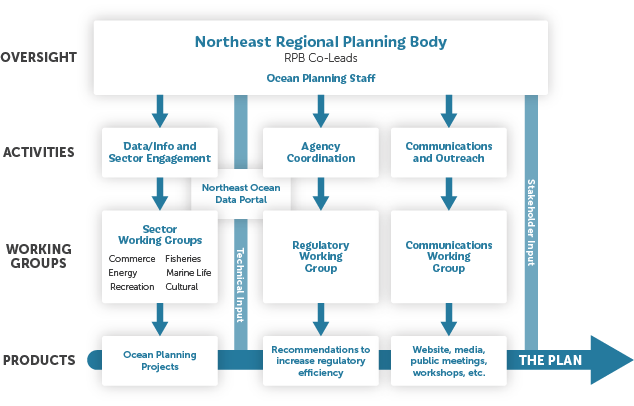 OVERSIGHT
Northeast Regional Planning Body
RPB Co-Leads
Ocean Planning Staff
ACTIVITIES
Data/Info and
Sector Engagement
Agency
Coordination
Communications
and Outreach
Northeast Ocean
Data Portal
Technical Input
Stakeholder Input
WORKING
GROUPS
Sector
Working Groups
Commerce Fisheries
Energy Marine Life
Recreation Cultural
Regulatory
Working
Group
Communications
Working
Group
PRODUCTS
Ocean Planning
Projects
Recommendations to
increase regulatory
efficiency
Website, media,
public meetings,
workshops, etc.
THE PLAN